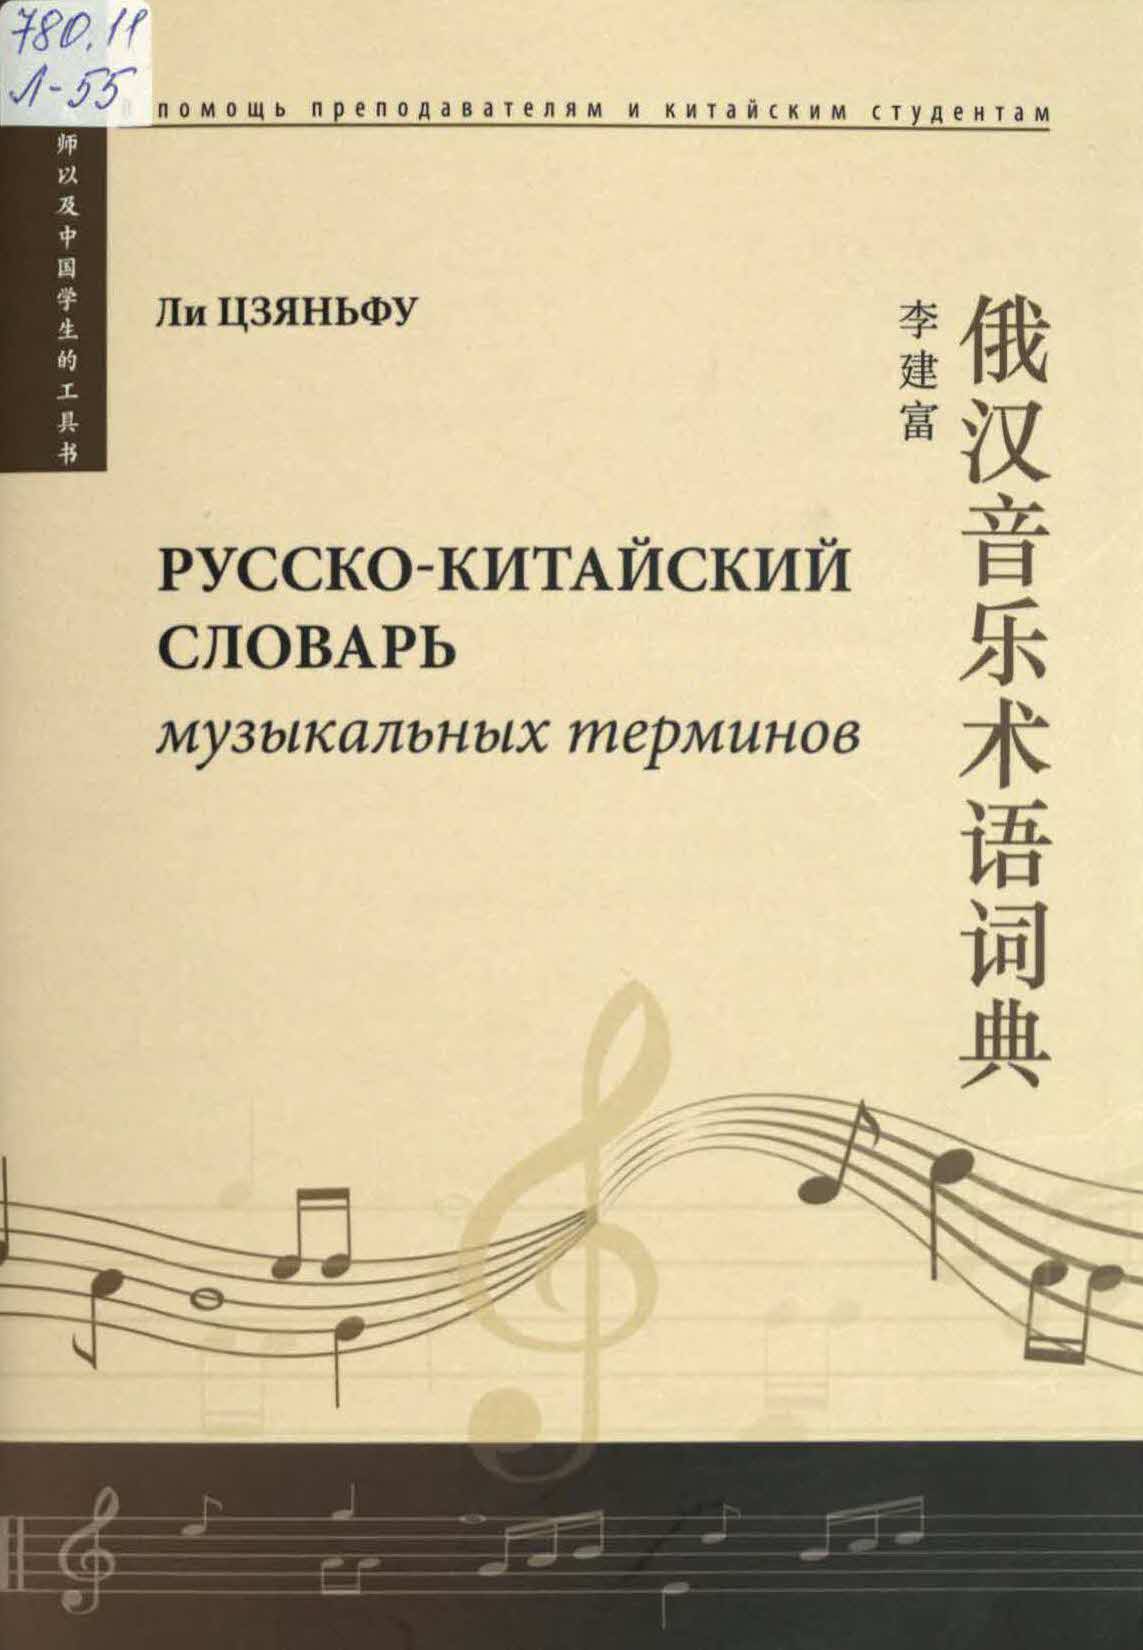 780.11
Л-55
помощь преподавателям и китайским студентам
师以及中国学生的工具书
Ли ЦЗЯНЬФУ
李建富
俄汉音乐术语词典
РУССКО-КИТАЙСКИЙ
СЛОВАРЬ
музыкальных терминов